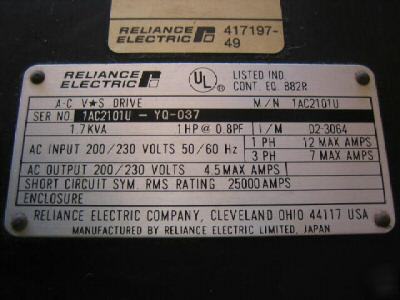 RELIANCE ELECTRIC 417197-49
RELIANCE ELECTRIC
UL
LISTED IND.
CONT. EQ. 882R
A-C V★S DRIVE M/N 1AC2101U
SER NO 1AC2101U - YQ-037
1.7KVA 1HP@ 0.8PF I/M D2-3064
AC INPUT 200/230 VOLTS 50/60 Hz 1 PH 12 MAX AMPS
3 PH 7 MAX AMPS
AC OUTPUT 200/230 VOLTS 4.5 MAX AMPS
SHORT CIRCUIT SYM. RMS RATING 25000AMPS
ENCLOSURE
RELIANCE ELECTRIC COMPANY, CLEVELAND OHIO 44117 USA
MANUFACTURED BY RELIANCE ELECTRIC LIMITED, JAPAN